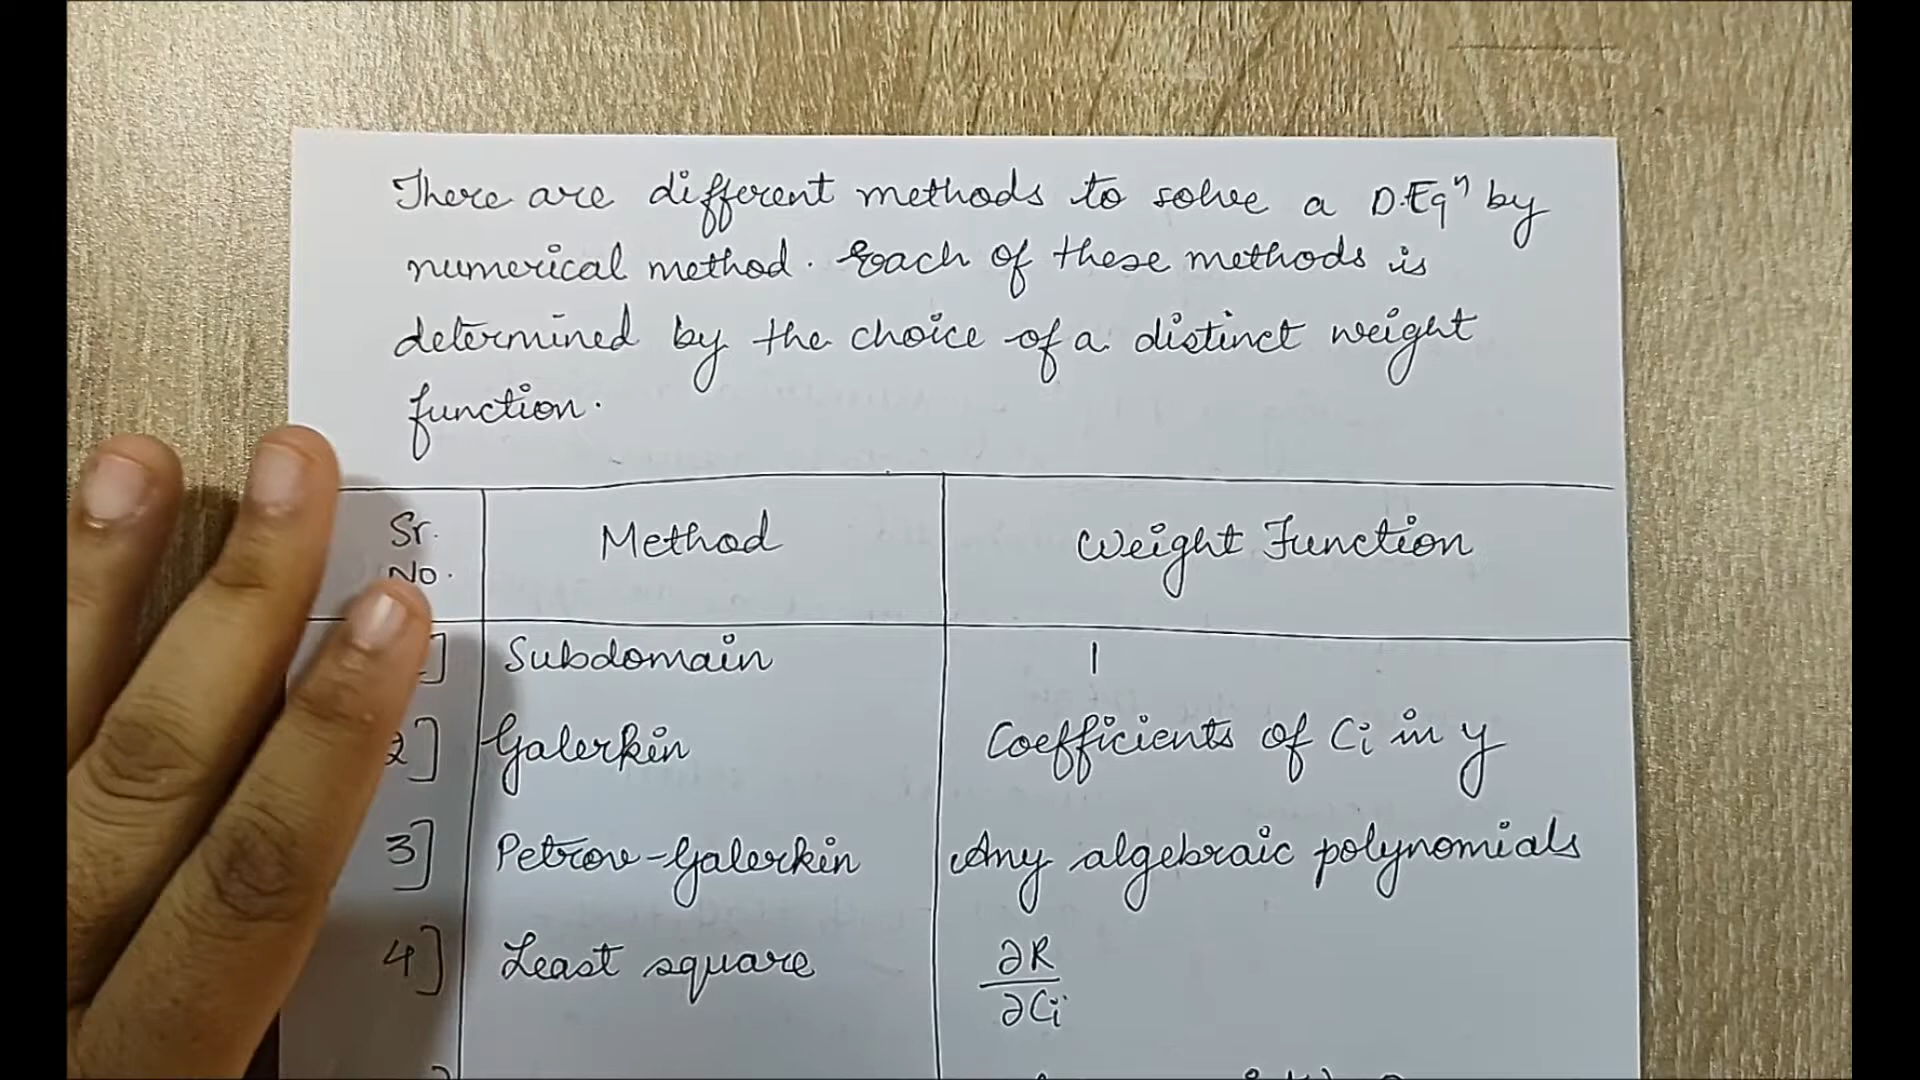 There are different methods to solve a D.Eqⁿ by
numerical method. Each of these methods is
determined by the choice of a distinct weight
function.
Sr. No. Method Weight Function
] Subdomain 1
2] Galerkin Coefficients of Ci in y
3] Petrov-Galerkin Any algebraic polynomials
4] Least square ∂R/∂Ci